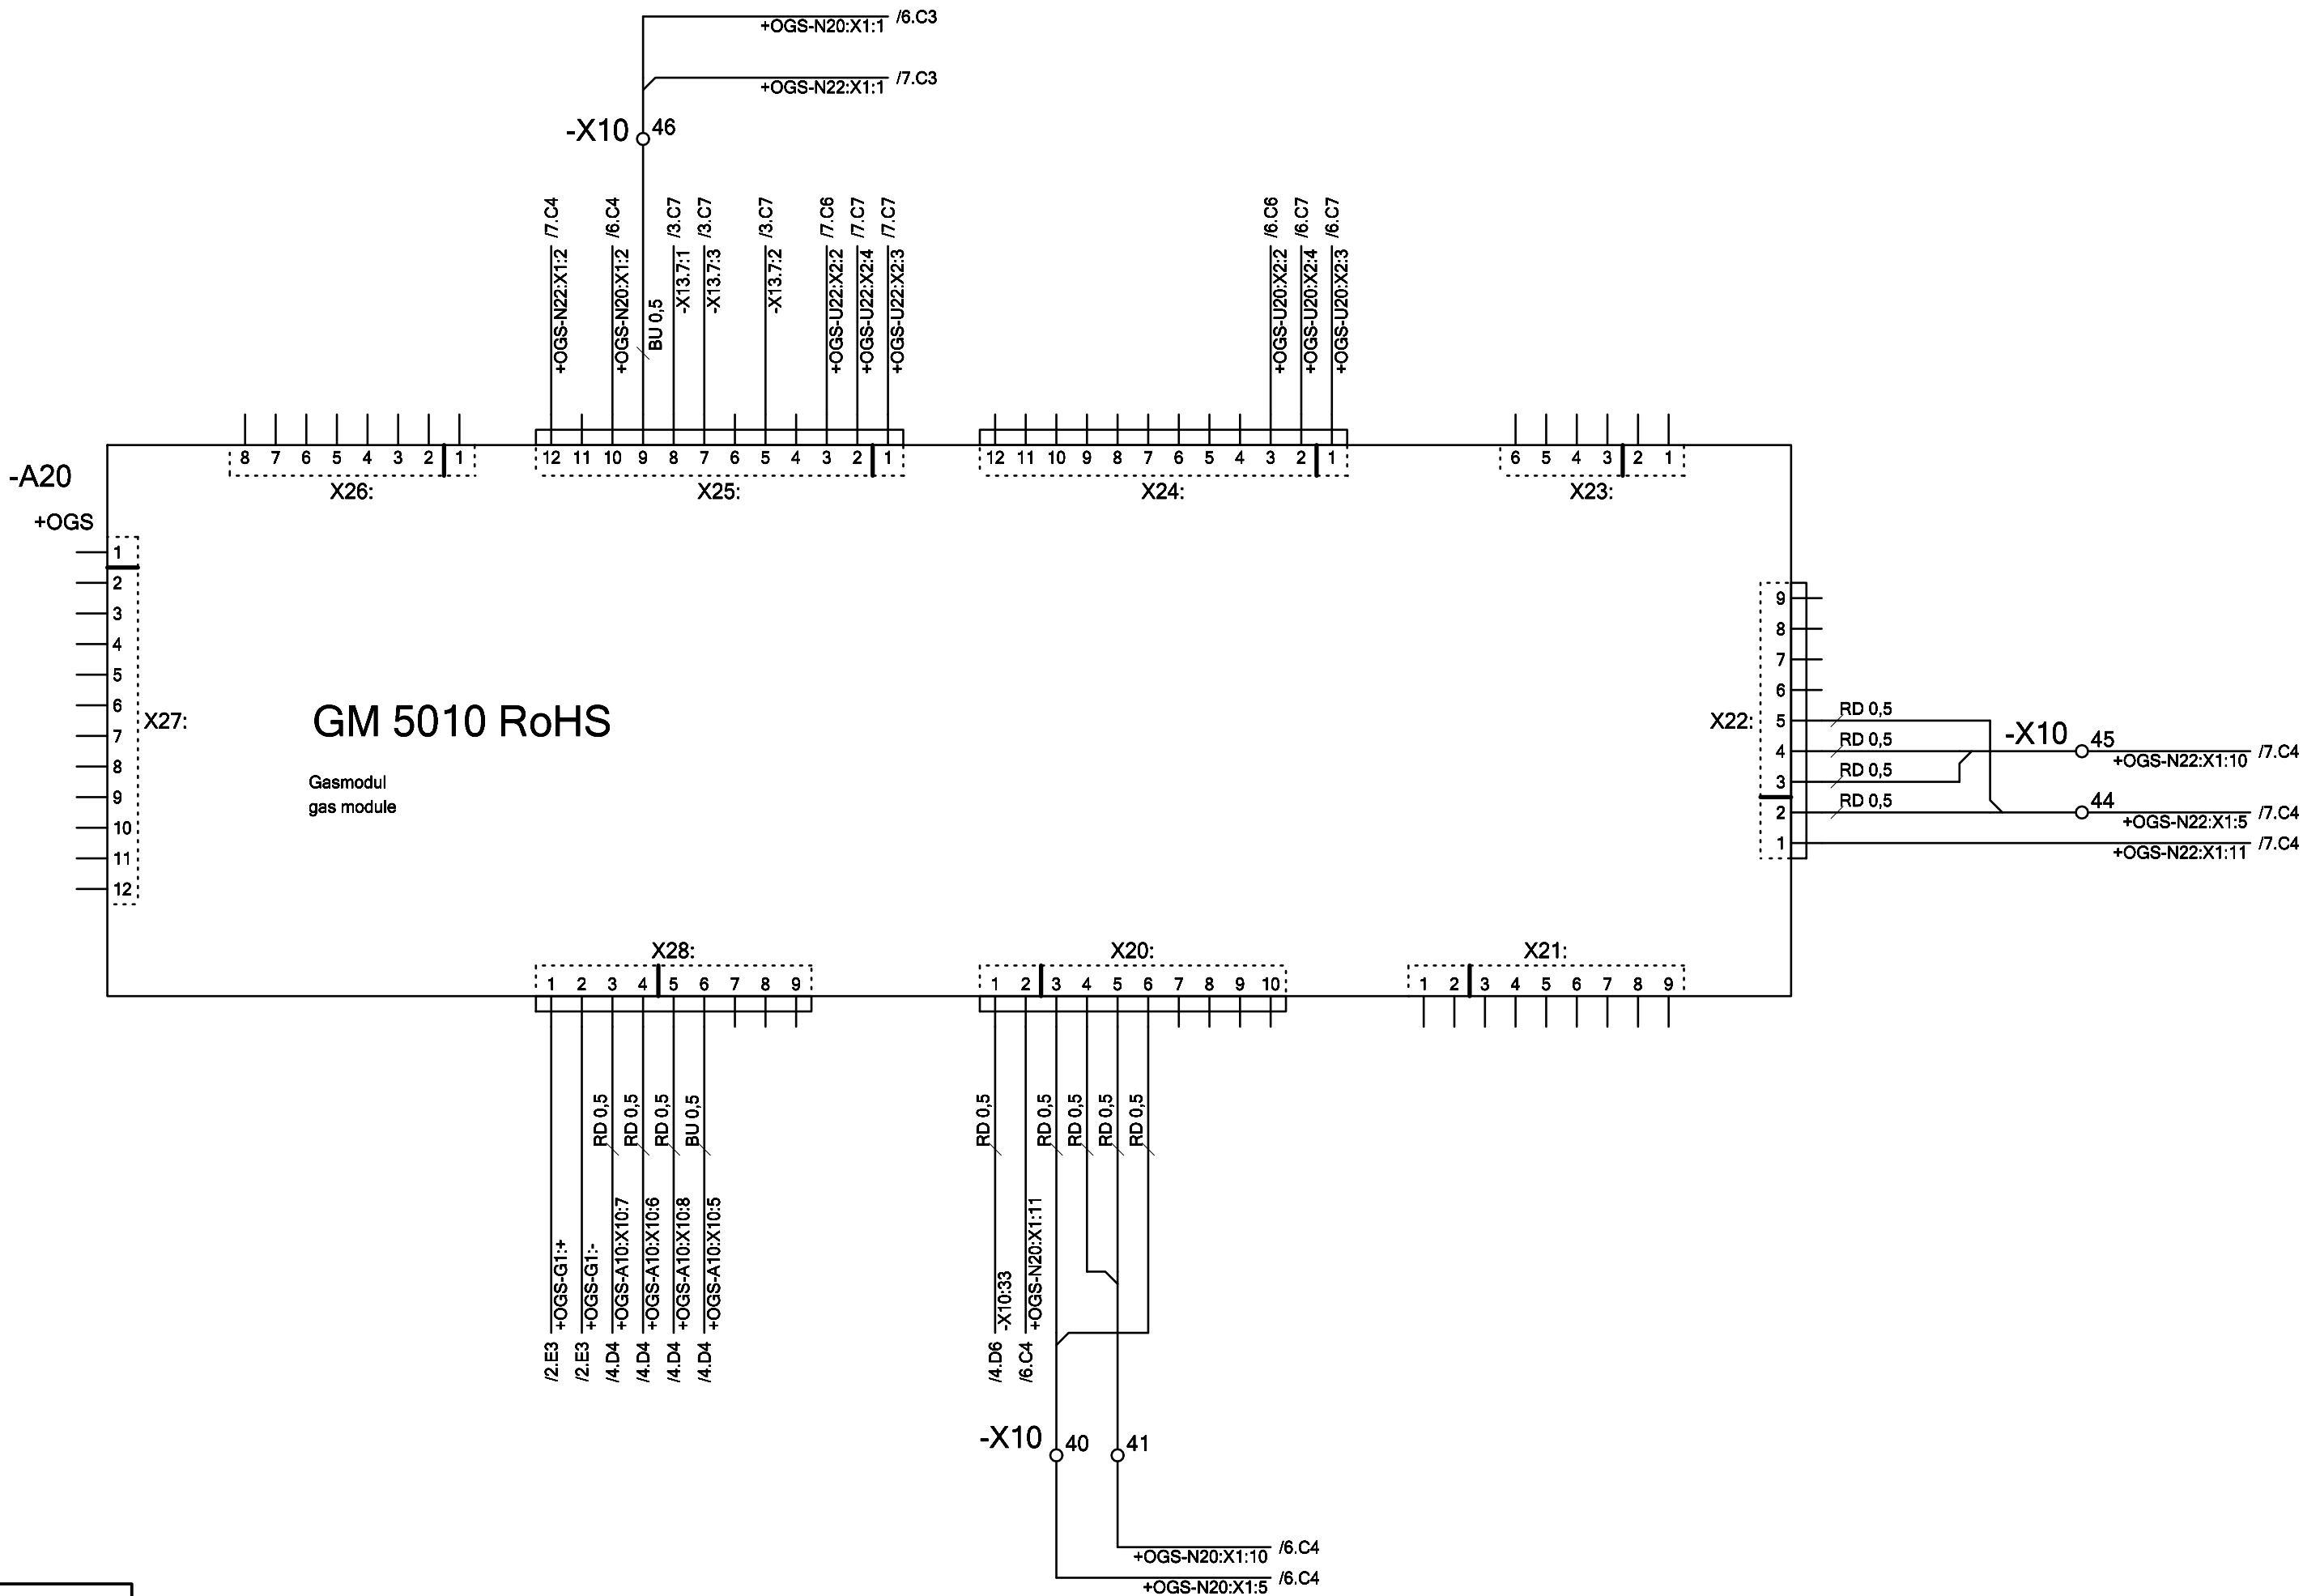 +OGS-N20:X1:1 /6.C3
+OGS-N22:X1:1 /7.C3
-X10 46
/7.C4 /6.C4 /3.C7 /3.C7 /3.C7 /7.C6 /7.C7 /7.C7 /6.C6 /6.C7 /6.C7
+OGS-N22:X1:2
+OGS-N20:X1:2
BU 0,5
-X13.7:1
-X13.7:3
-X13.7:2
+OGS-U22:X2:2
+OGS-U22:X2:4
+OGS-U22:X2:3
+OGS-U20:X2:2
+OGS-U20:X2:4
+OGS-U20:X2:3
8 7 6 5 4 3 2 1
12 11 10 9 8 7 6 5 4 3 2 1
12 11 10 9 8 7 6 5 4 3 2 1
6 5 4 3 2 1
X26: X25: X24: X23:
-A20
+OGS
1
2
3
4
5
6
7
8
9
10
11
12
X27:
GM 5010 RoHS
Gasmodul
gas module
X22:
9
8
7
6
5
4
3
2
1
RD 0,5
RD 0,5
RD 0,5
RD 0,5
-X10 45
+OGS-N22:X1:10 /7.C4
44
+OGS-N22:X1:5 /7.C4
+OGS-N22:X1:11 /7.C4
X28: X20: X21:
1 2 3 4 5 6 7 8 9
1 2 3 4 5 6 7 8 9 10
1 2 3 4 5 6 7 8 9
RD 0,5
RD 0,5
RD 0,5
BU 0,5
RD 0,5
RD 0,5
RD 0,5
RD 0,5
RD 0,5
/2.E3 +OGS-G1:+
/2.E3 +OGS-G1:-
/4.D4 +OGS-A10:X10:7
/4.D4 +OGS-A10:X10:6
/4.D4 +OGS-A10:X10:8
/4.D4 +OGS-A10:X10:5
/4.D6 -X10:33
/6.C4 +OGS-N20:X1:11
-X10 40 41
+OGS-N20:X1:10 /6.C4
+OGS-N20:X1:5 /6.C4